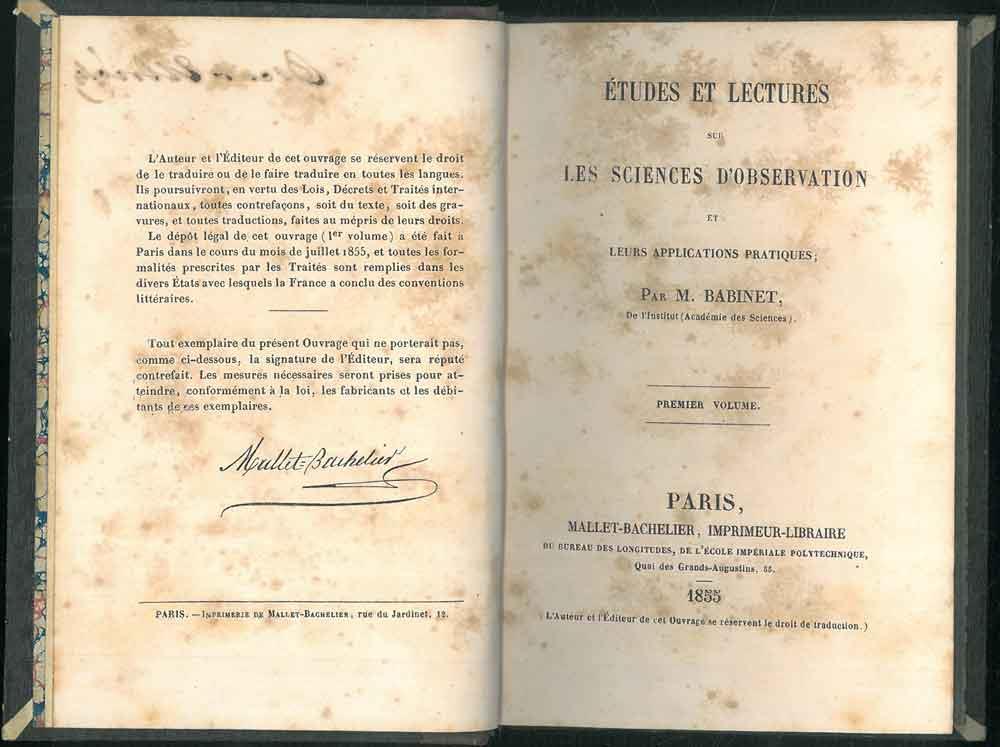 L'Auteur et l'Éditeur de cet ouvrage se réservent le droit
de le traduire ou de le faire traduire en toutes les langues.
Ils poursuivront, en vertu des Lois, Décrets et Traités inter-
nationaux, toutes contrefaçons, soit du texte, soit des gra-
vures, et toutes traductions, faites au mépris de leurs droits.
Le dépôt légal de cet ouvrage (1er volume) a été fait à
Paris dans le cours du mois de juillet 1855, et toutes les for-
malités prescrites par les Traités sont remplies dans les
divers États avec lesquels la France a conclu des conventions
littéraires.
Tout exemplaire du présent Ouvrage qui ne porterait pas,
comme ci-dessous, la signature de l'Éditeur, sera réputé
contrefait. Les mesures nécessaires seront prises pour at-
teindre, conformément à la loi, les fabricants et les débi-
tants de ces exemplaires.
Mallet-Bachelier
PARIS. — IMPRIMERIE DE MALLET-BACHELIER, rue du Jardinet, 12.
ÉTUDES ET LECTURES
SUR
LES SCIENCES D'OBSERVATION
ET
LEURS APPLICATIONS PRATIQUES;
PAR M. BABINET,
De l'Institut (Académie des Sciences).
PREMIER VOLUME.
PARIS,
MALLET-BACHELIER, IMPRIMEUR-LIBRAIRE
DU BUREAU DES LONGITUDES, DE L'ÉCOLE IMPÉRIALE POLYTECHNIQUE,
Quai des Grands-Augustins, 55.
1855
(L'Auteur et l'Éditeur de cet Ouvrage se réservent le droit de traduction.)